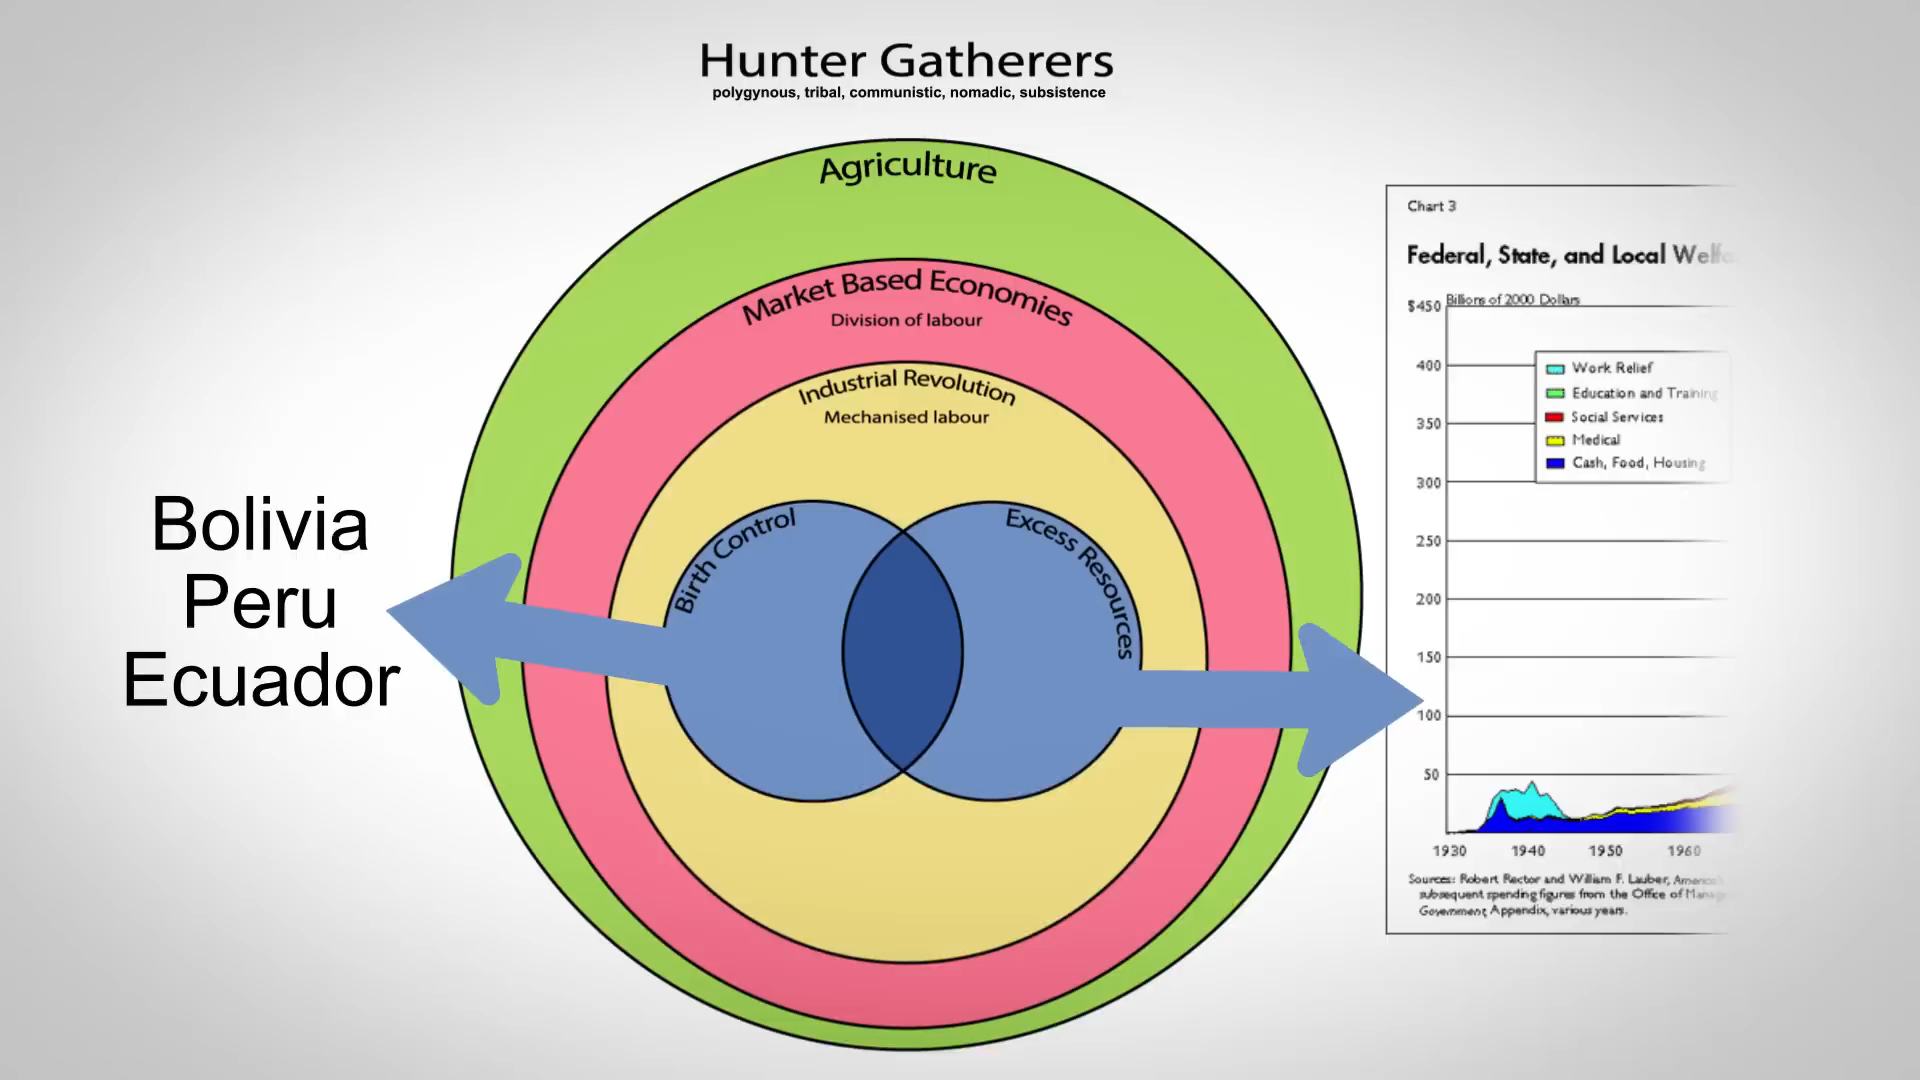 Hunter Gatherers
polygynous, tribal, communistic, nomadic, subsistence
Agriculture
Market Based Economies
Division of labour
Industrial Revolution
Mechanised labour
Birth Control
Excess Resources
Bolivia
Peru
Ecuador
Chart 3
Federal, State, and Local
Billions of 2000 Dollars
$450
400
350
300
250
200
150
100
50
Work Relief
Education and Training
Social Services
Medical
Cash, Food, Housing
1930 1940 1950 1960
Sources: Robert Rector and William F. Lauber, America's
subsequent spending figures from the Office of
Government, Appendix, various years.